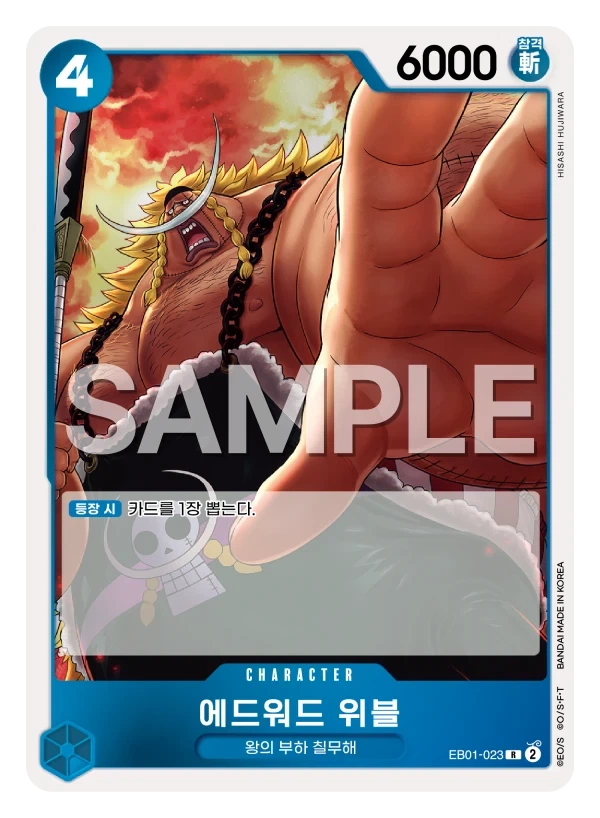 4
6000
참격
斬
HISASHI HUJIWARA
SAMPLE
등장 시 카드를 1장 뽑는다.
CHARACTER
에드워드 위블
왕의 부하 칠무해
EB01-023 R 2
©EO/S ©O/S·F·T BANDAI MADE IN KOREA